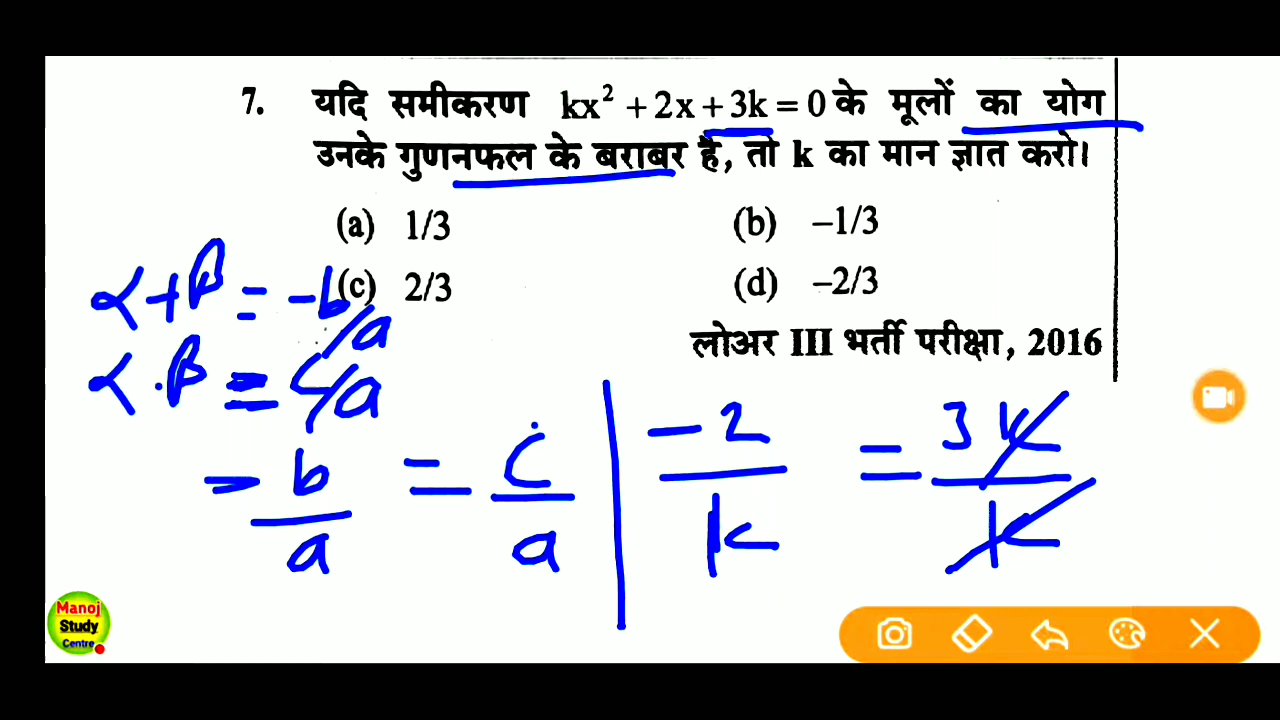 7. यदि समीकरण kx² + 2x + 3k = 0 के मूलों का योग
उनके गुणनफल के बराबर है, तो k का मान ज्ञात करो।
(a) 1/3 (b) –1/3
(c) 2/3 (d) –2/3
लोअर III भर्ती परीक्षा, 2016
α + β = -b/a
α . β = c/a
- b/a = c/a
-2/k = 3k/k
Manoj
Study
Centre